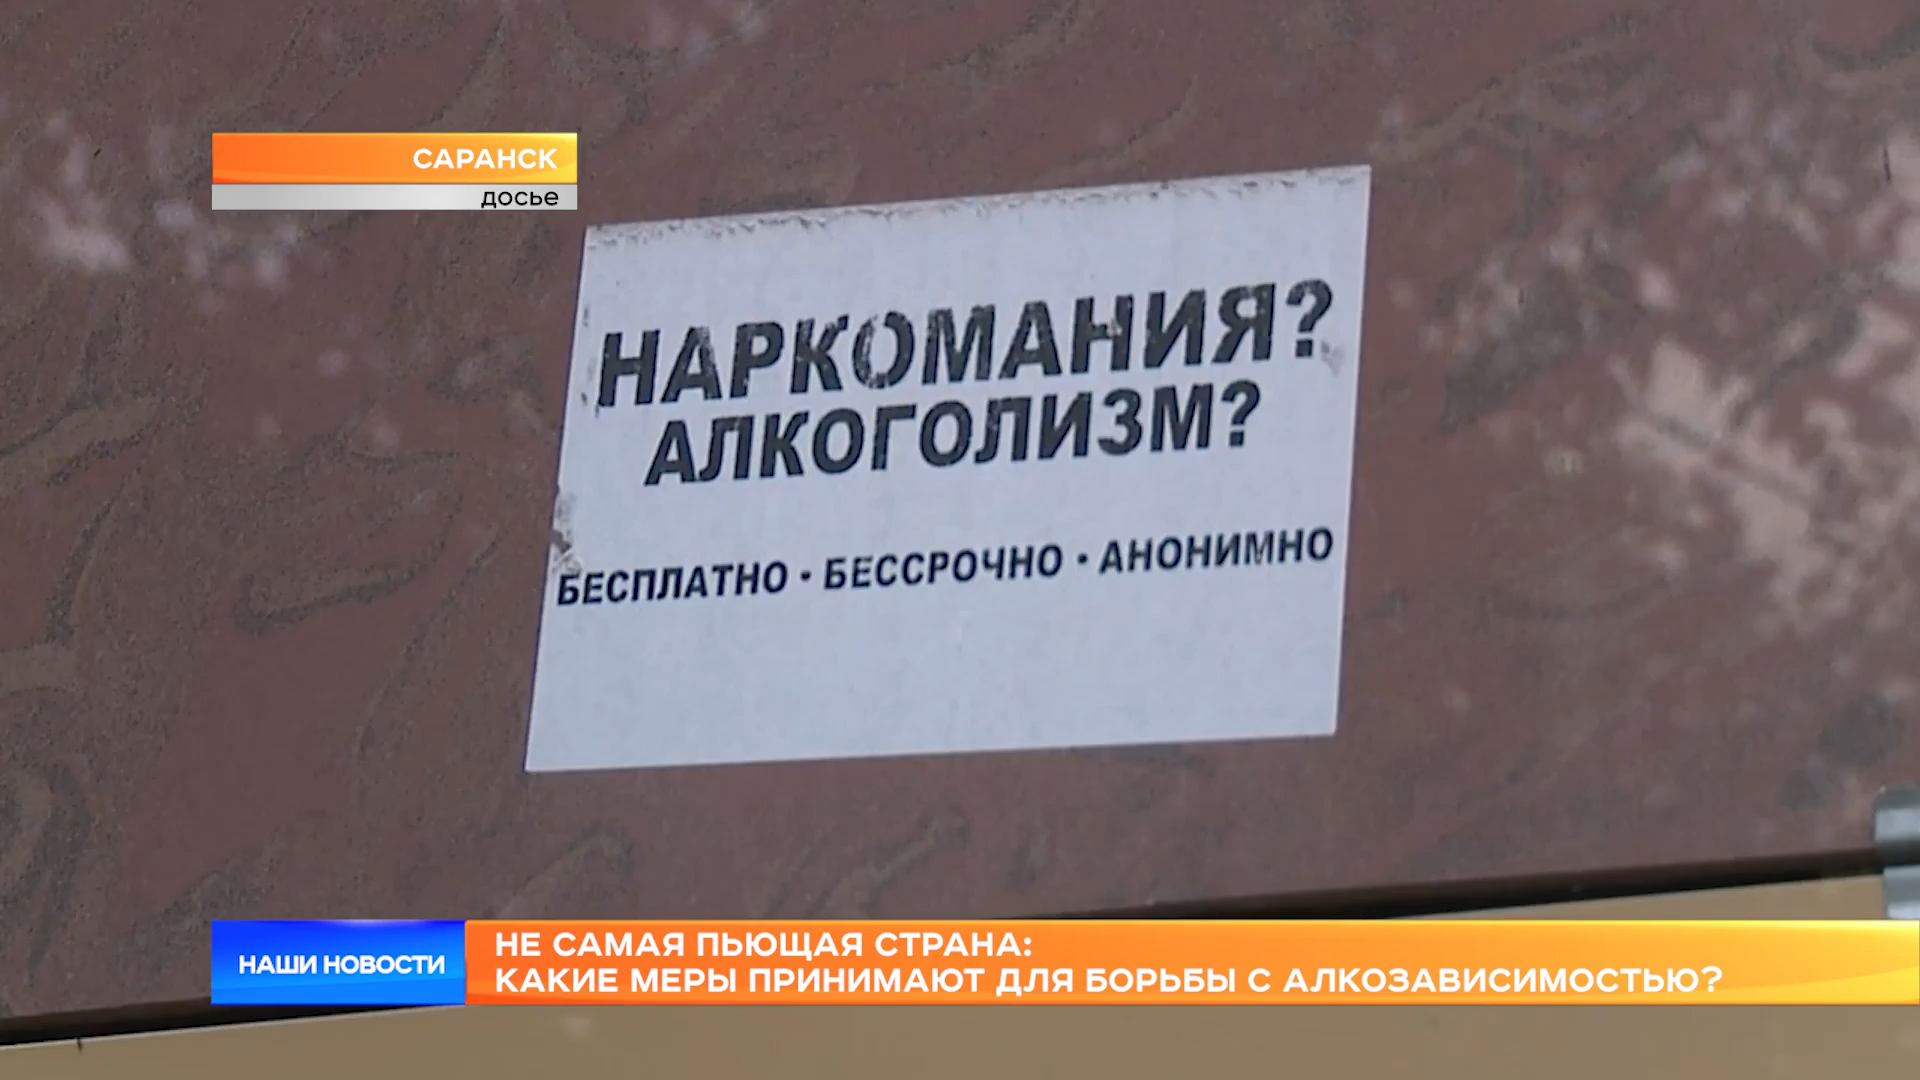 САРАНСК
досье
НАРКОМАНИЯ?
АЛКОГОЛИЗМ?
БЕСПЛАТНО • БЕССРОЧНО • АНОНИМНО
НАШИ НОВОСТИ
НЕ САМАЯ ПЬЮЩАЯ СТРАНА:
КАКИЕ МЕРЫ ПРИНИМАЮТ ДЛЯ БОРЬБЫ С АЛКОЗАВИСИМОСТЬЮ?